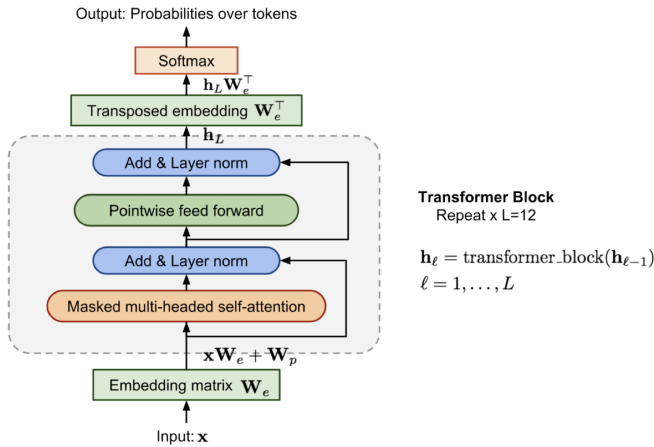 Output: Probabilities over tokens
Softmax
𝐡_L 𝐖_e^⊤
Transposed embedding 𝐖_e^⊤
𝐡_L
Add & Layer norm
Pointwise feed forward
Add & Layer norm
Masked multi-headed self-attention
𝐱𝐖_e + 𝐖_p
Embedding matrix 𝐖_e
Input: 𝐱
Transformer Block
Repeat x L=12
𝐡_ℓ = transformer_block(𝐡_{ℓ−1})
ℓ = 1, . . . , L